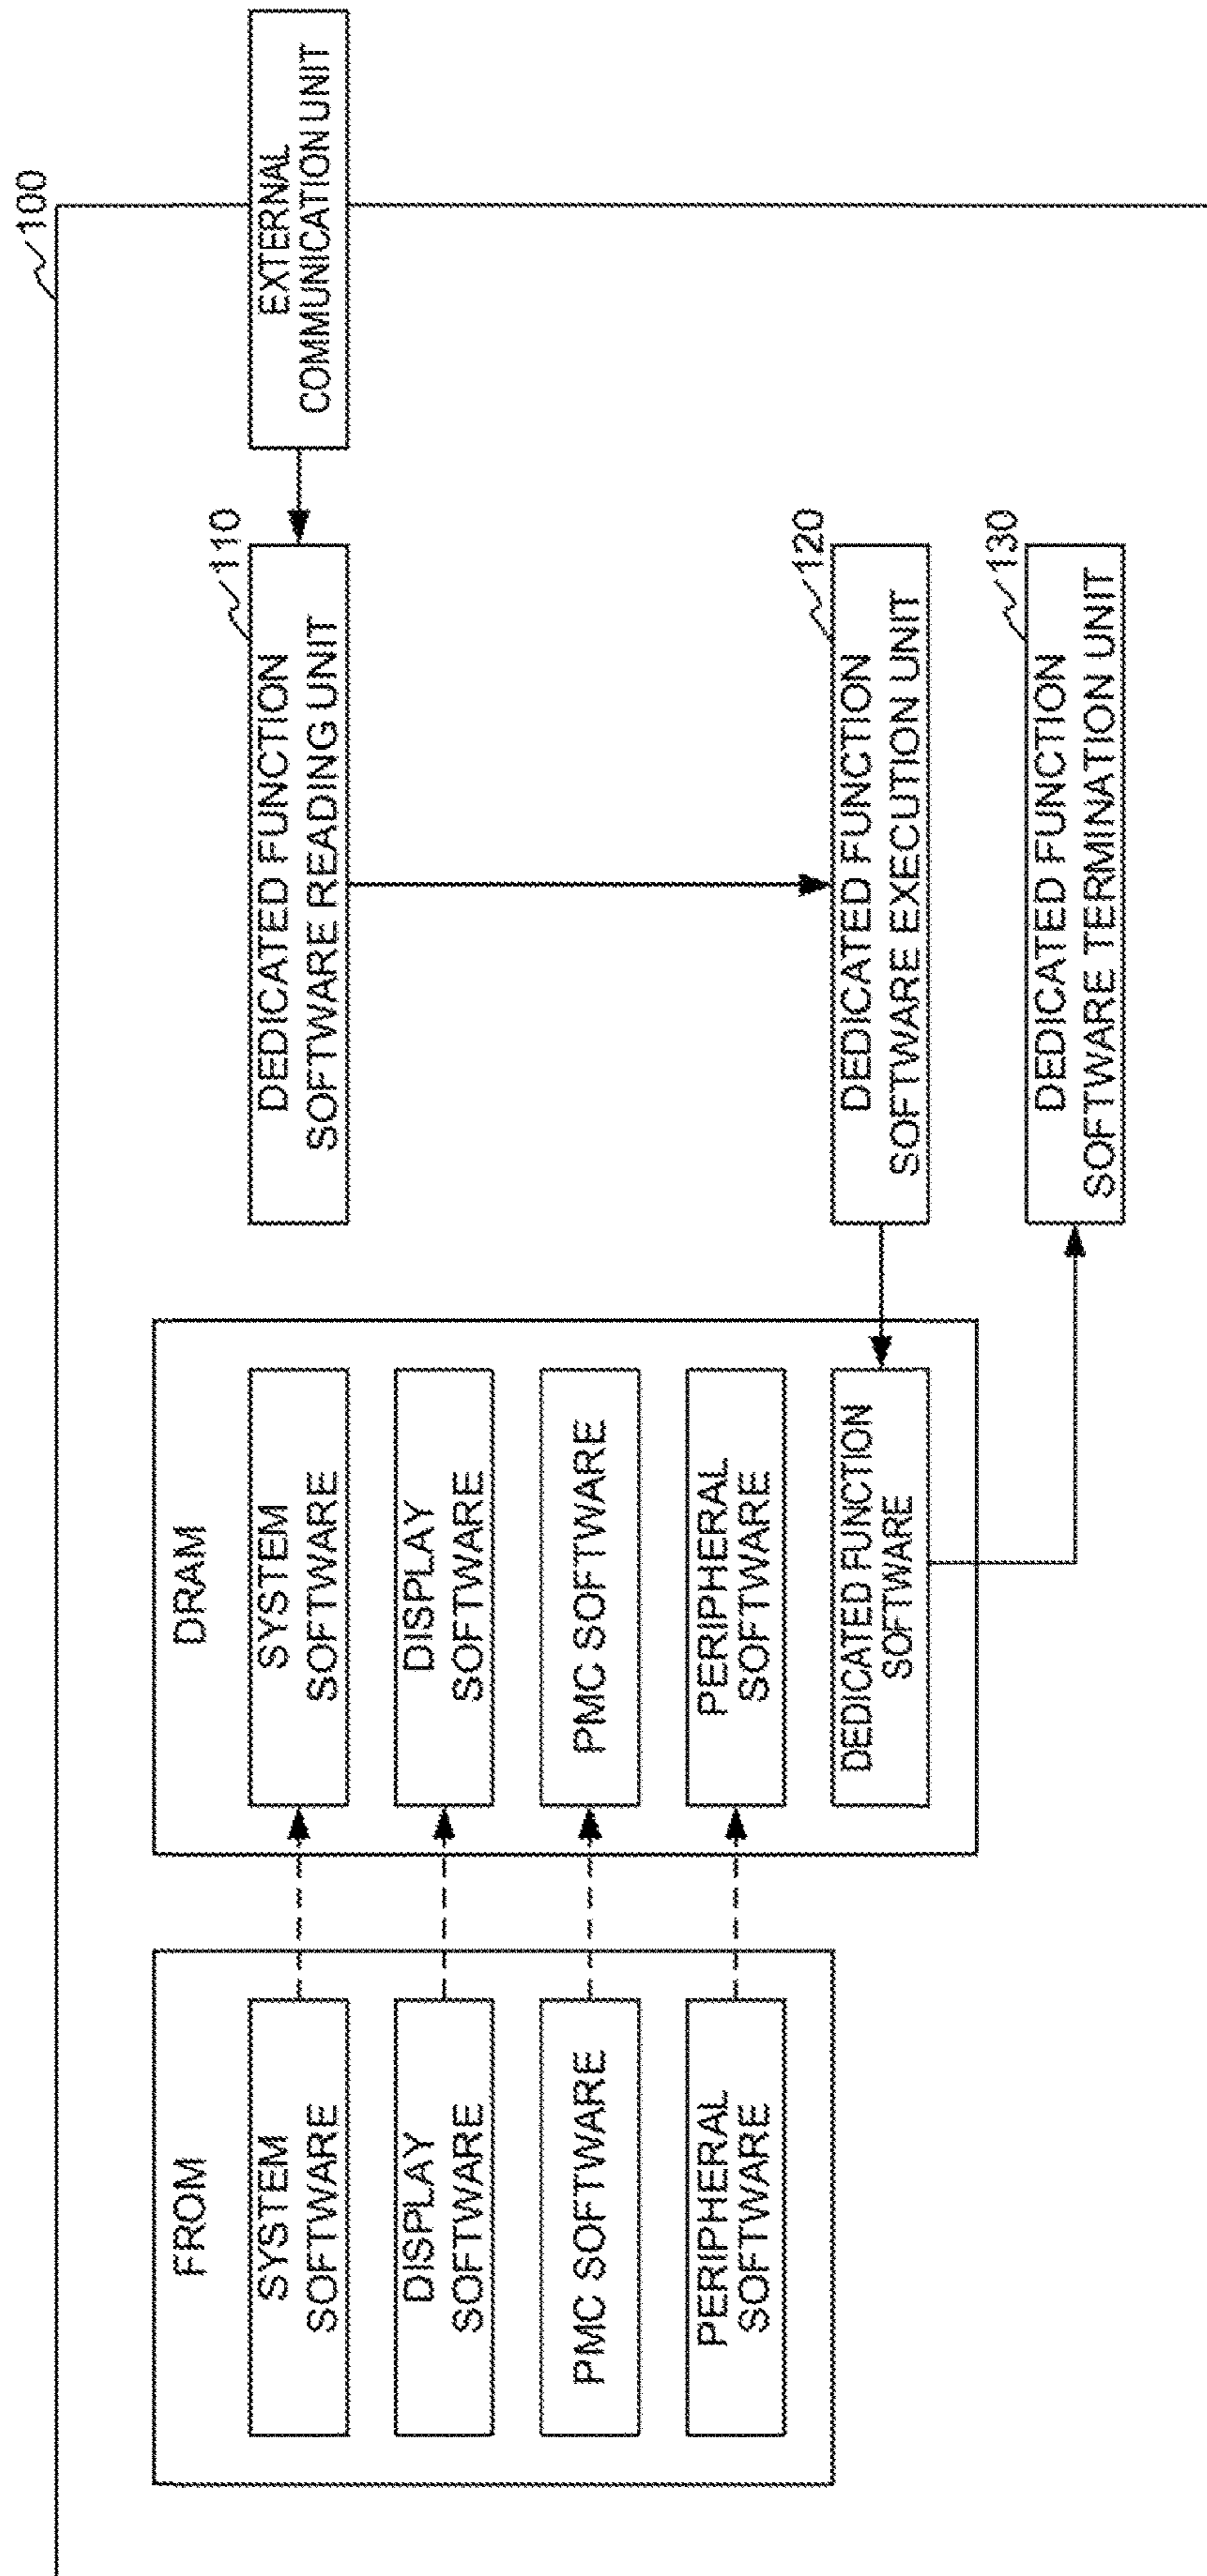 100
FROM
SYSTEM
SOFTWARE
DISPLAY
SOFTWARE
PMC SOFTWARE
PERIPHERAL
SOFTWARE
DRAM
SYSTEM
SOFTWARE
DISPLAY
SOFTWARE
PMC SOFTWARE
PERIPHERAL
SOFTWARE
DEDICATED FUNCTION
SOFTWARE
110
DEDICATED FUNCTION
SOFTWARE READING UNIT
120
DEDICATED FUNCTION
SOFTWARE EXECUTION UNIT
130
DEDICATED FUNCTION
SOFTWARE TERMINATION UNIT
EXTERNAL
COMMUNICATION UNIT